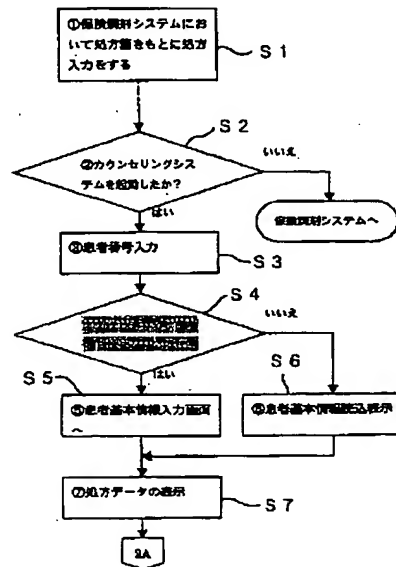 ①保険調剤システムにおいて
処方箋をもとに処方
入力をする
S1
S2
②カウンセリングシス
テムを起動したか？
いいえ
はい
保険調剤システムへ
③患者番号入力
S3
S4
いいえ
はい
S5
S6
⑤患者基本情報入力画面
へ
⑥患者基本情報読込表示
⑦処方データの表示
S7
2A